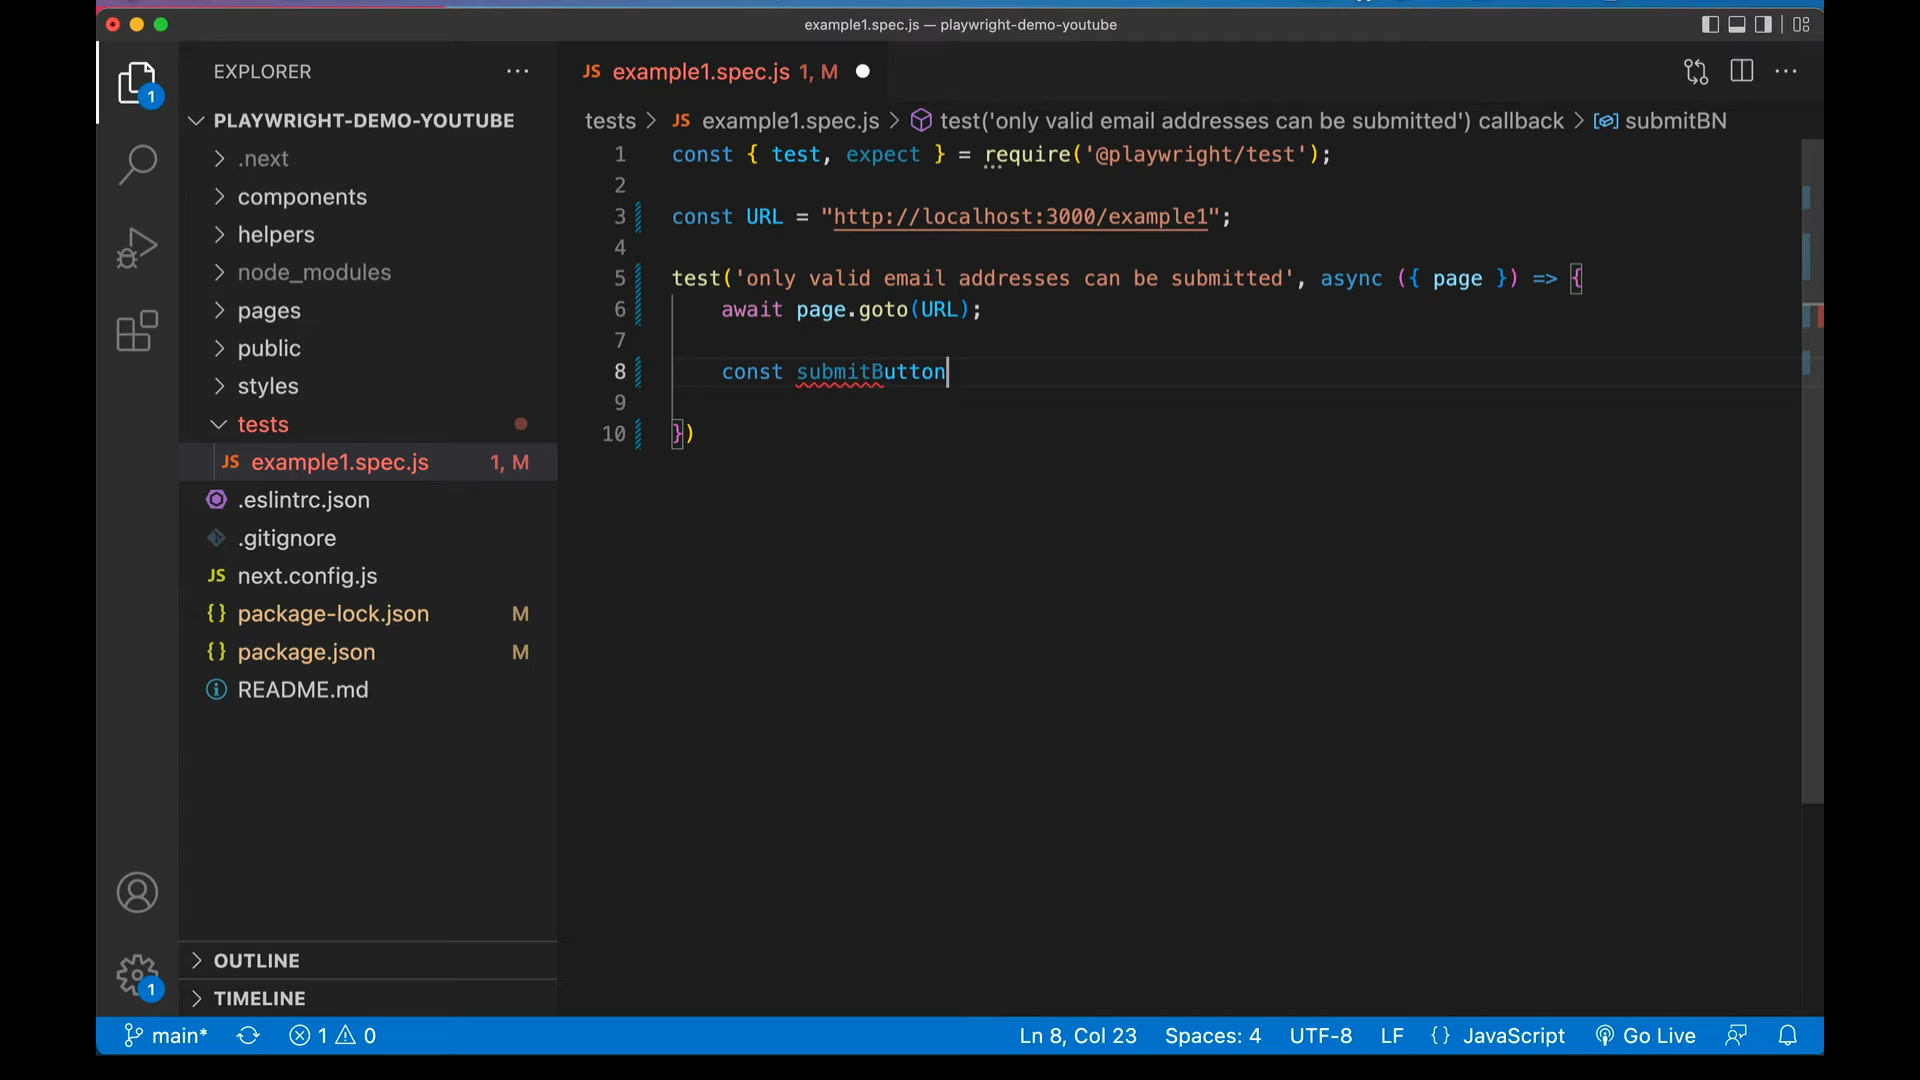 example1.spec.js — playwright-demo-youtube
EXPLORER
1
PLAYWRIGHT-DEMO-YOUTUBE
.next
components
helpers
node_modules
pages
public
styles
tests
JS example1.spec.js 1, M
.eslintrc.json
.gitignore
JS next.config.js
{} package-lock.json M
{} package.json M
README.md
OUTLINE
TIMELINE
1
JS example1.spec.js 1, M
tests > JS example1.spec.js > test('only valid email addresses can be submitted') callback > submitBN
1 const { test, expect } = require('@playwright/test');
2
3 const URL = "http://localhost:3000/example1";
4
5 test('only valid email addresses can be submitted', async ({ page }) => {
6 await page.goto(URL);
7
8 const submitButton
9
10 })
main* 1 0
Ln 8, Col 23 Spaces: 4 UTF-8 LF {} JavaScript Go Live